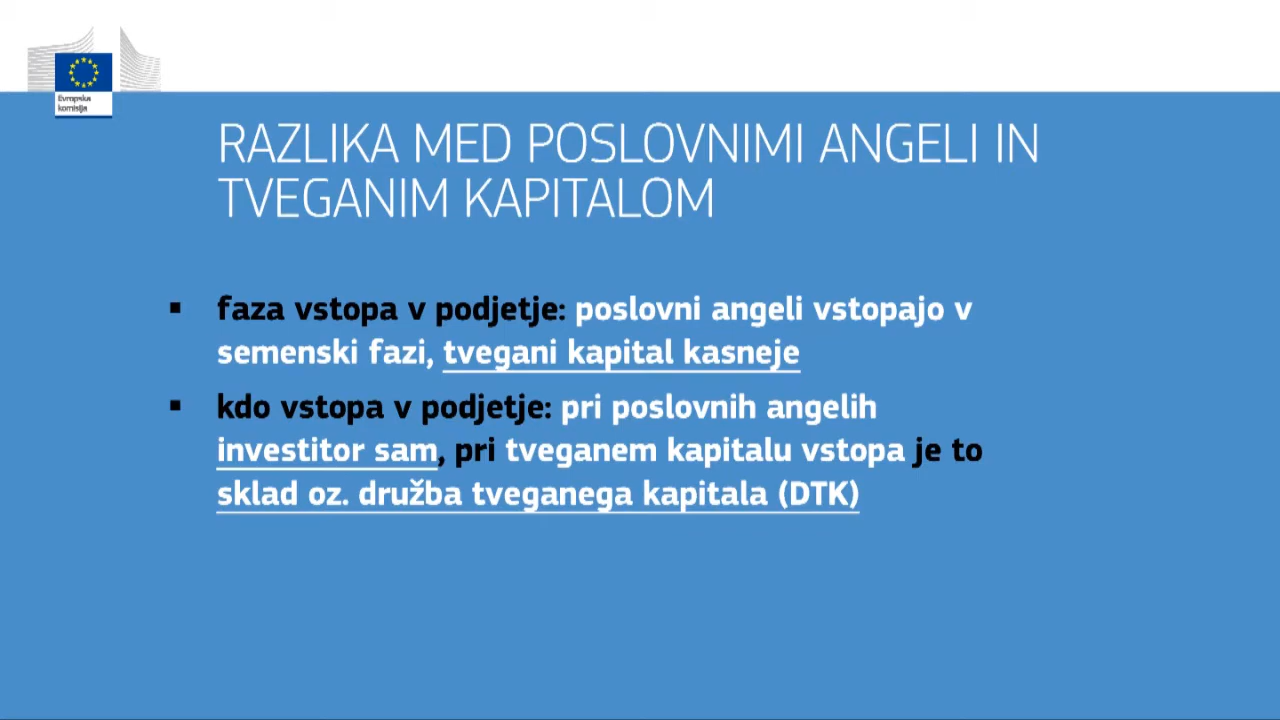 Evropska
komisija
RAZLIKA MED POSLOVNIMI ANGELI IN
TVEGANIM KAPITALOM
▪ faza vstopa v podjetje: poslovni angeli vstopajo v
semenski fazi, tvegani kapital kasneje
▪ kdo vstopa v podjetje: pri poslovnih angelih
investitor sam, pri tveganem kapitalu vstopa je to
sklad oz. družba tveganega kapitala (DTK)